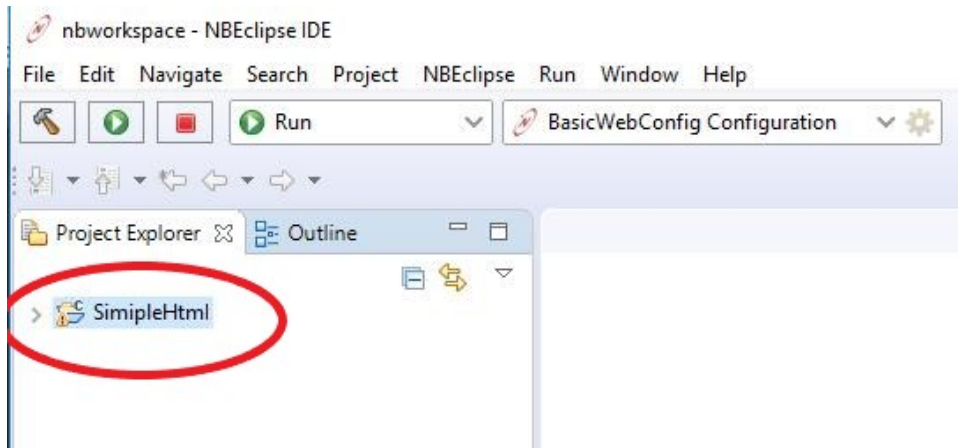 nbworkspace - NBEclipse IDE
File Edit Navigate Search Project NBEclipse Run Window Help
Run BasicWebConfig Configuration
Project Explorer Outline
SimipleHtml